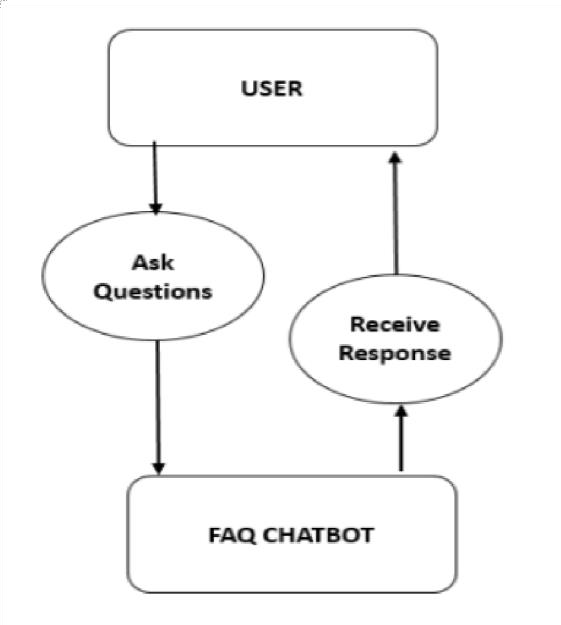 USER
Ask
Questions
Receive
Response
FAQ CHATBOT